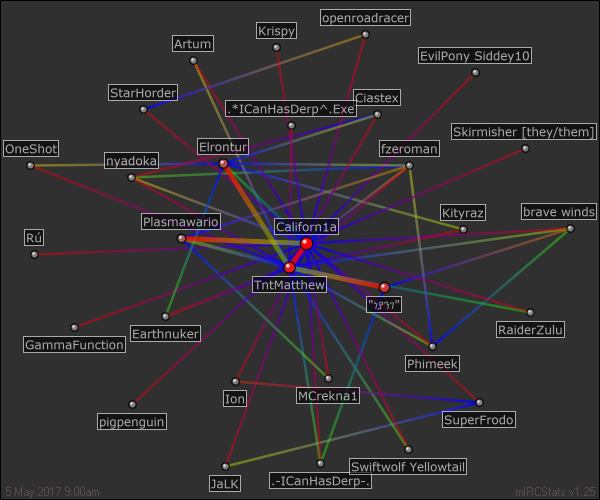 openroadracer
Krispy
Artum
EvilPony Siddey10
StarHorder
Ciastex
.*ICanHasDerp^.Exe
Skirmisher [they/them]
OneShot
Elrontur
fzeroman
nyadoka
Kityraz
brave winds
Plasmawario
Californ1a
Rú
TntMatthew
RaiderZulu
Earthnuker
GammaFunction
Phimeek
Ion
MCrekna1
pigpenguin
SuperFrodo
Swiftwolf Yellowtail
JaLK
.-ICanHasDerp-.
5 May 2017 9:00am
mIRCStats v1.25